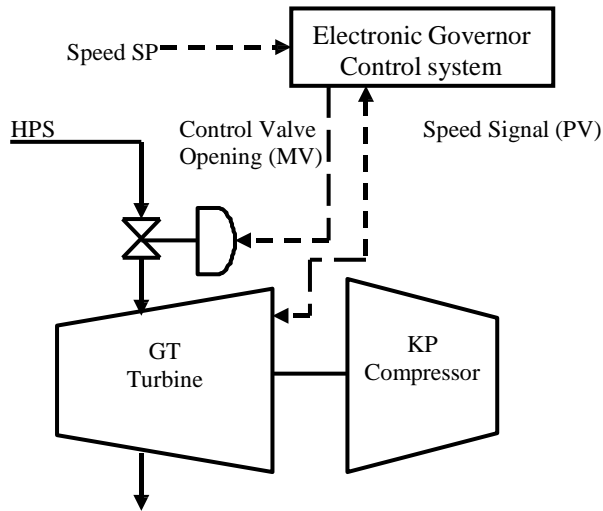 Electronic Governor
Control system
Speed SP
HPS
Control Valve
Opening (MV)
Speed Signal (PV)
GT
Turbine
KP
Compressor